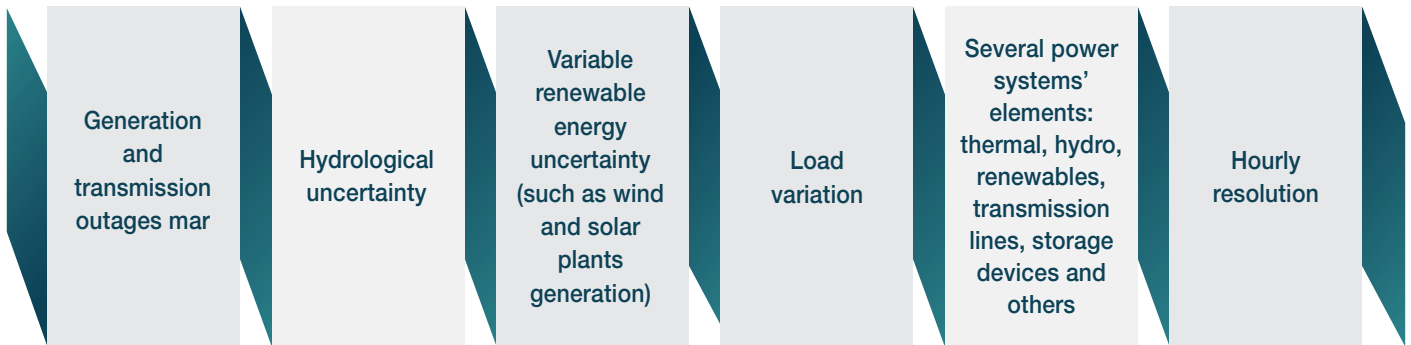 Generation
and
transmission
outages mar
Hydrological
uncertainty
Variable
renewable
energy
uncertainty
(such as wind
and solar
plants
generation)
Load
variation
Several power
systems’
elements:
thermal, hydro,
renewables,
transmission
lines, storage
devices and
others
Hourly
resolution